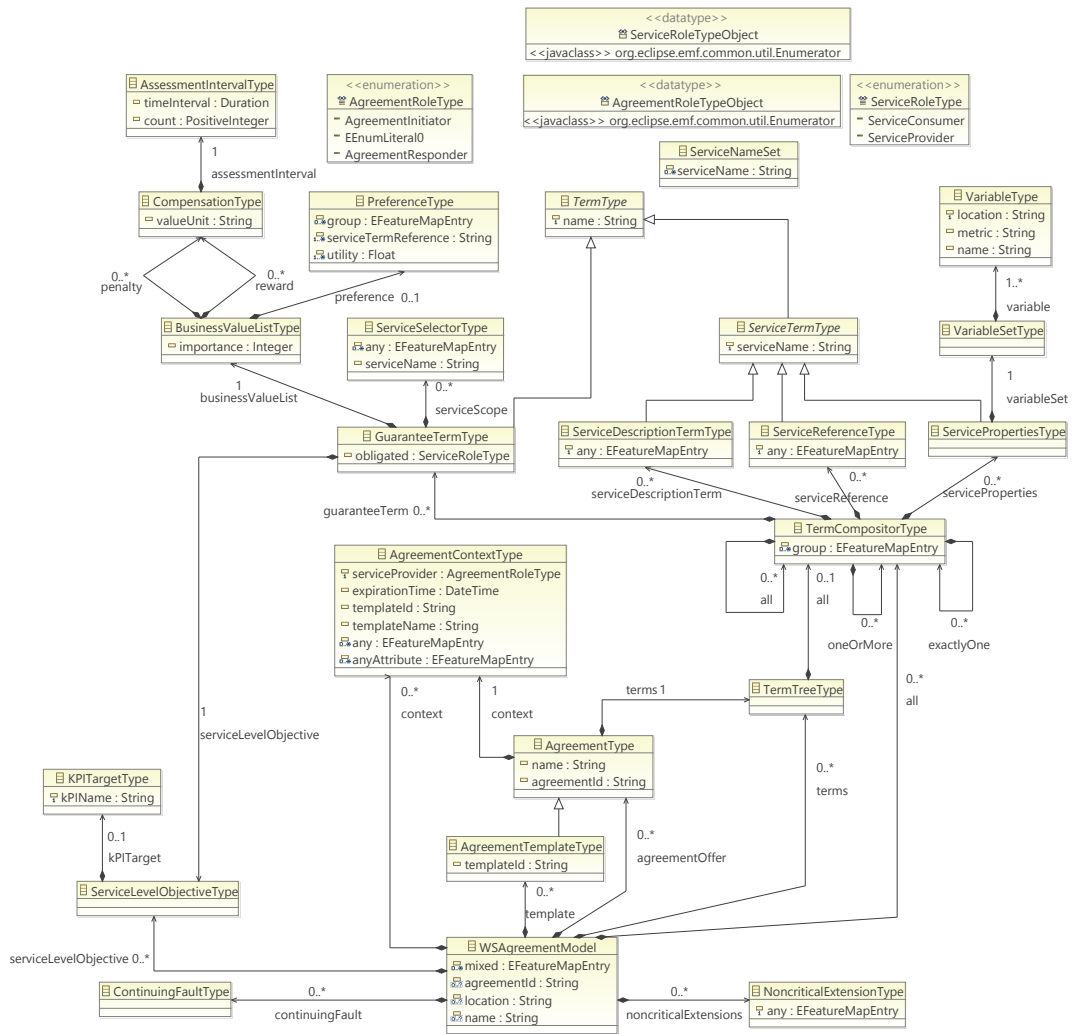 <<datatype>>
ServiceRoleTypeObject
<<javaclass>> org.eclipse.emf.common.util.Enumerator
AssessmentIntervalType
timeInterval : Duration
count : PositiveInteger
<<enumeration>>
AgreementRoleType
AgreementInitiator
EEnumLiteral0
AgreementResponder
<<datatype>>
AgreementRoleTypeObject
<<javaclass>> org.eclipse.emf.common.util.Enumerator
<<enumeration>>
ServiceRoleType
ServiceConsumer
ServiceProvider
ServiceNameSet
serviceName : String
1
assessmentInterval
CompensationType
valueUnit : String
PreferenceType
group : EFeatureMapEntry
serviceTermReference : String
utility : Float
TermType
name : String
VariableType
location : String
metric : String
name : String
0..*
penalty
0..*
reward
preference 0..1
1..*
variable
BusinessValueListType
importance : Integer
ServiceSelectorType
any : EFeatureMapEntry
serviceName : String
ServiceTermType
serviceName : String
VariableSetType
1
businessValueList
0..*
serviceScope
1
variableSet
GuaranteeTermType
obligated : ServiceRoleType
ServiceDescriptionTermType
any : EFeatureMapEntry
ServiceReferenceType
any : EFeatureMapEntry
ServicePropertiesType
0..*
serviceDescriptionTerm
0..*
serviceReference
0..*
serviceProperties
guaranteeTerm 0..*
TermCompositorType
group : EFeatureMapEntry
AgreementContextType
serviceProvider : AgreementRoleType
expirationTime : DateTime
templateId : String
templateName : String
any : EFeatureMapEntry
anyAttribute : EFeatureMapEntry
0..*
all
0..1
all
0..*
oneOrMore
0..*
exactlyOne
0..*
context
1
context
terms 1
TermTreeType
0..*
all
1
serviceLevelObjective
AgreementType
name : String
agreementId : String
KPITargetType
kPIName : String
0..*
terms
0..1
kPITarget
AgreementTemplateType
templateId : String
0..*
agreementOffer
ServiceLevelObjectiveType
0..*
template
serviceLevelObjective 0..*
WSAgreementModel
mixed : EFeatureMapEntry
agreementId : String
location : String
name : String
ContinuingFaultType
0..*
continuingFault
0..*
noncriticalExtensions
NoncriticalExtensionType
any : EFeatureMapEntry